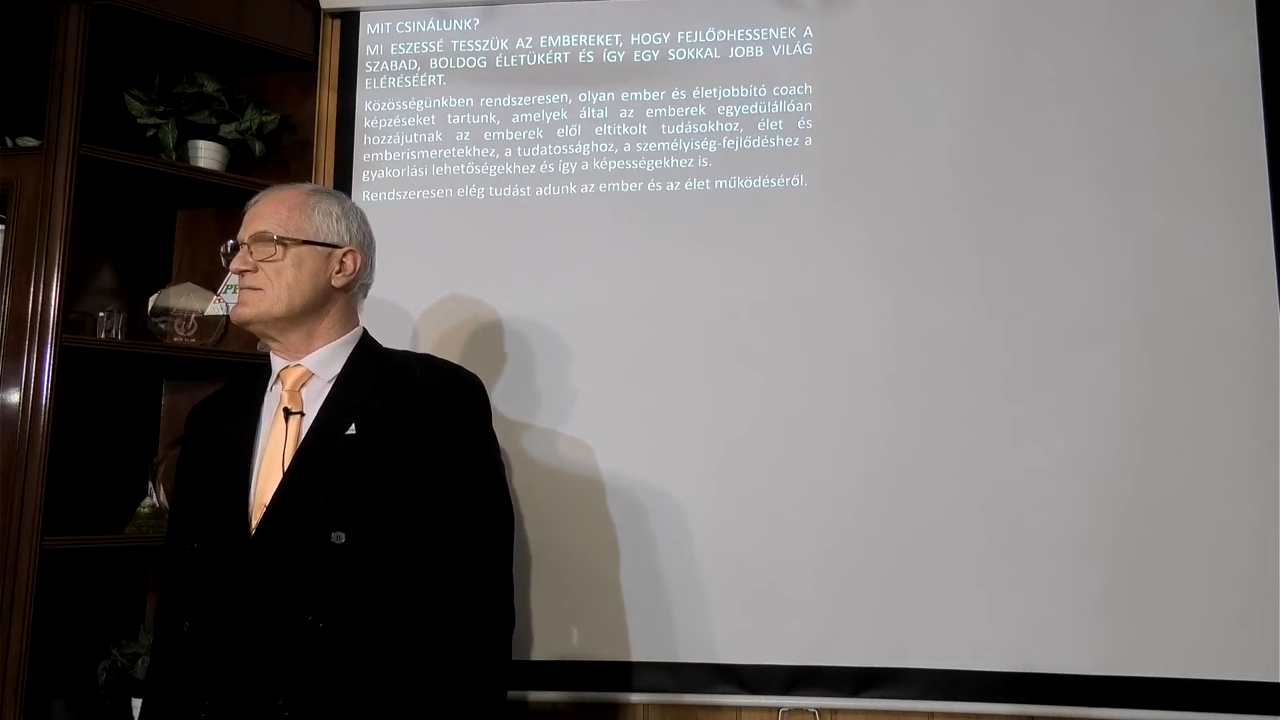 MIT CSINÁLUNK?
MI ESZESSÉ TESSZÜK AZ EMBEREKET, HOGY FEJLŐDHESSENEK A
SZABAD, BOLDOG ÉLETÜKÉRT ÉS ÍGY EGY SOKKAL JOBB VILÁG
ELÉRÉSÉÉRT.
Közösségünkben rendszeresen, olyan ember és életjobbító coach
képzéseket tartunk, amelyek által az emberek egyedülállóan
hozzájutnak az emberek elől eltitkolt tudásokhoz, élet és
emberismeretekhez, a tudatossághoz, a személyiség-fejlődéshez a
gyakorlási lehetőségekhez és így a képességekhez is.
Rendszeresen elég tudást adunk az ember és az élet működéséről.